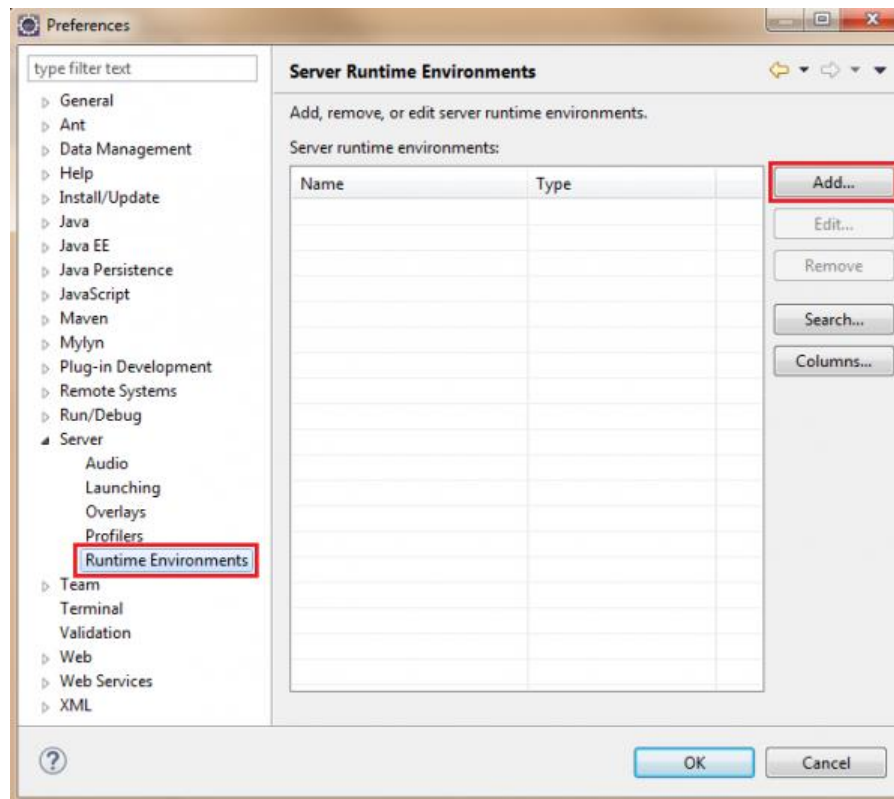 Preferences
type filter text
General
Ant
Data Management
Help
Install/Update
Java
Java EE
Java Persistence
JavaScript
Maven
Mylyn
Plug-in Development
Remote Systems
Run/Debug
Server
Audio
Launching
Overlays
Profilers
Runtime Environments
Team
Terminal
Validation
Web
Web Services
XML
Server Runtime Environments
Add, remove, or edit server runtime environments.
Server runtime environments:
Name Type
Add...
Edit...
Remove
Search...
Columns...
?
OK Cancel